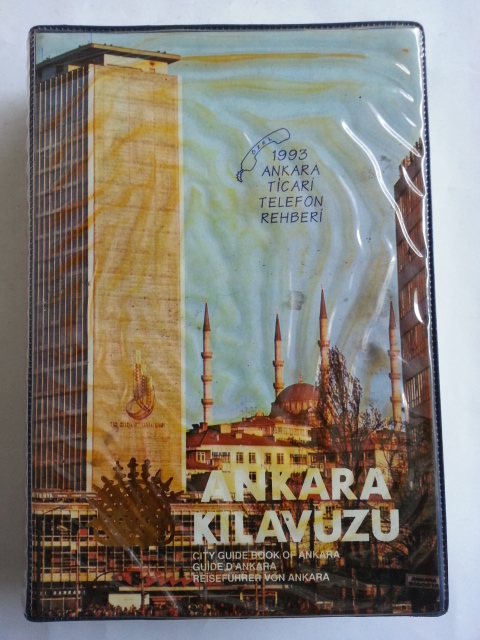 1993
ANKARA
TİCARİ
TELEFON
REHBERİ
ANKARA
KILAVUZU
CITY GUIDE BOOK OF ANKARA
GUIDE D'ANKARA
REISEFÜHRER VON ANKARA